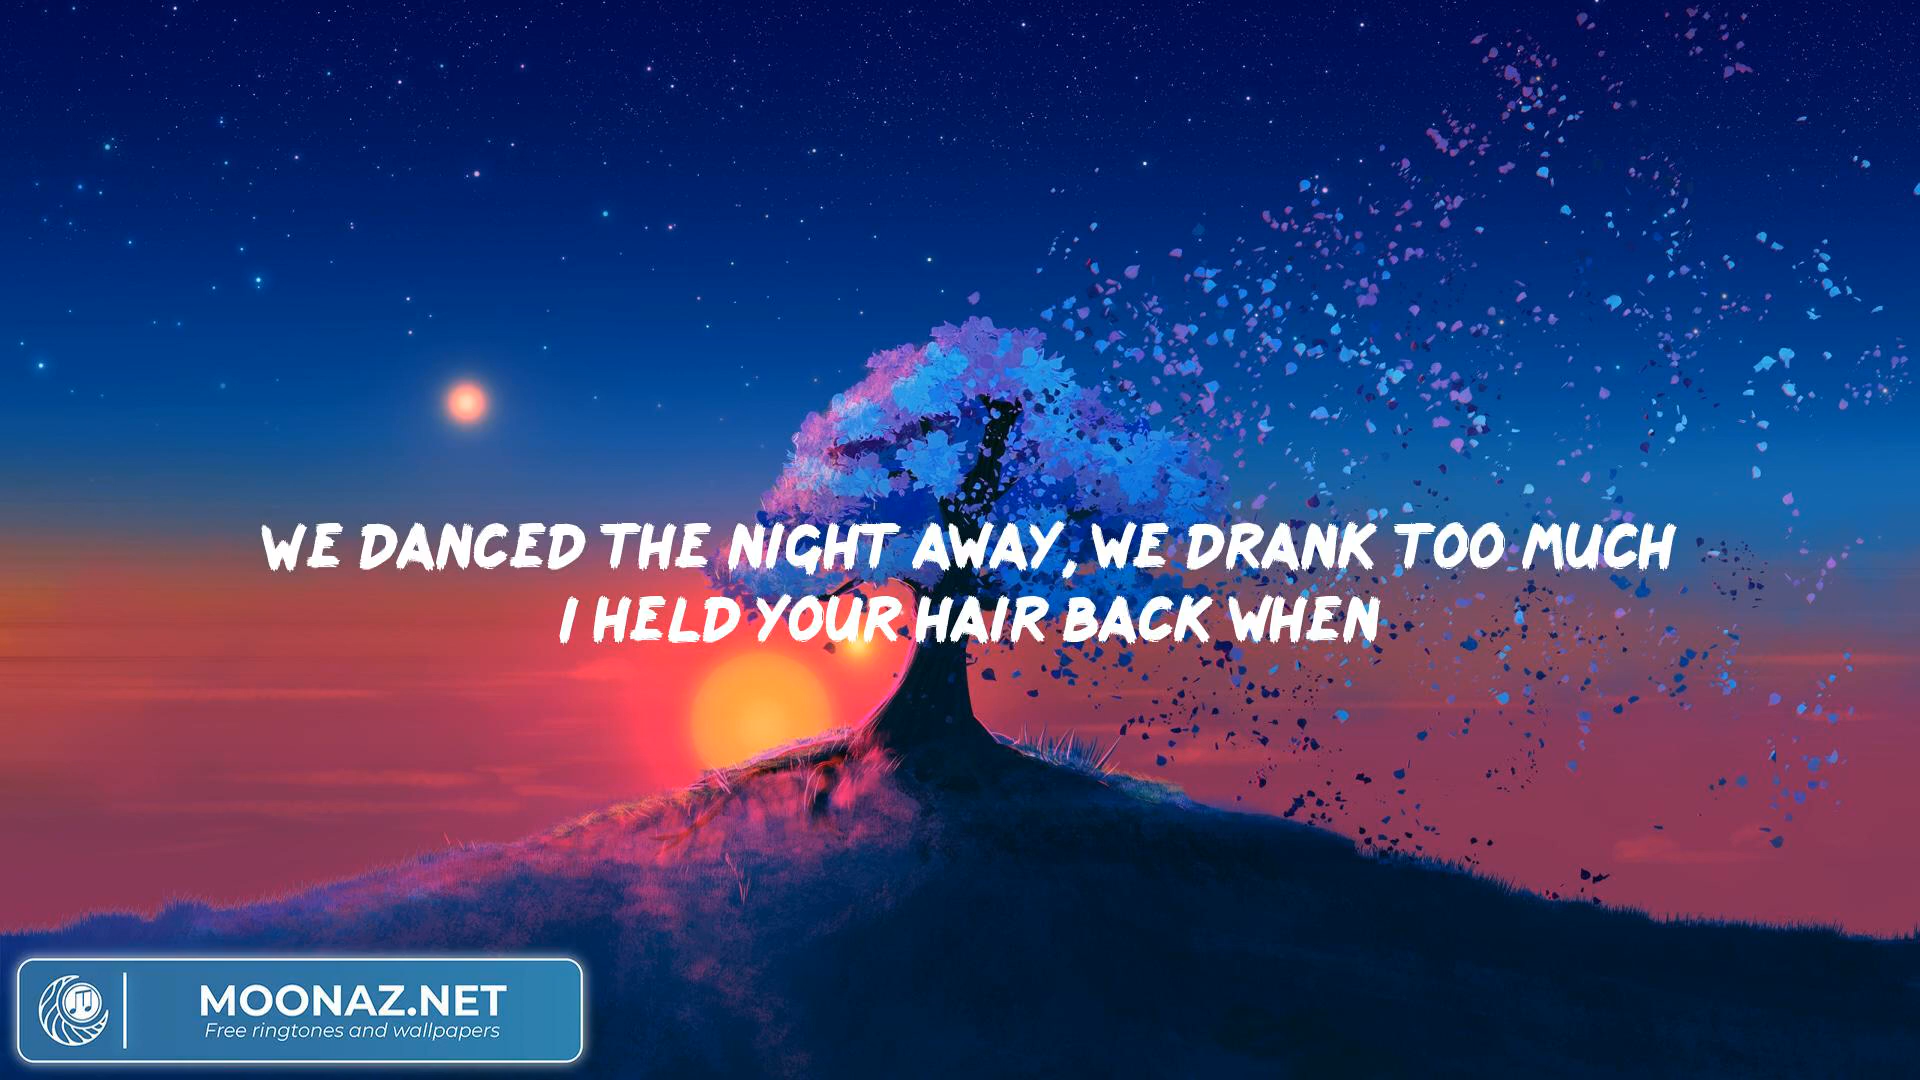 WE DANCED THE NIGHT AWAY, WE DRANK TOO MUCH
I HELD YOUR HAIR BACK WHEN
MOONAZ.NET
Free ringtones and wallpapers